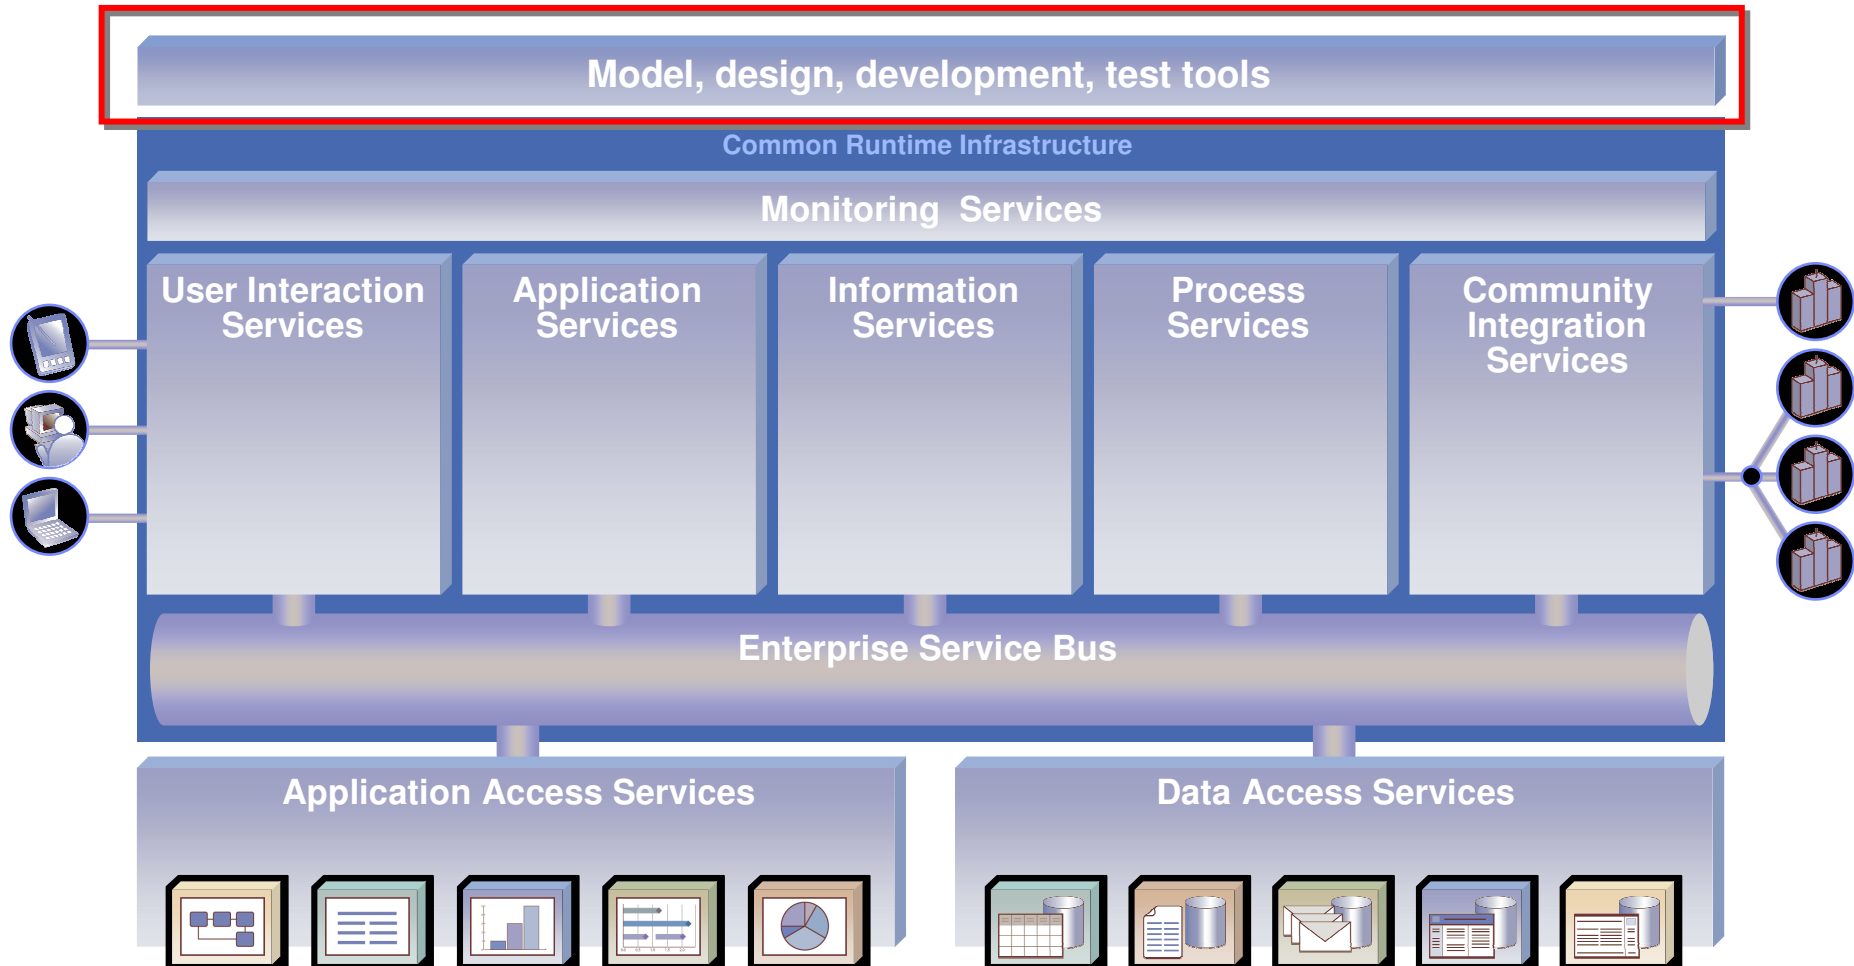 Model, design, development, test tools
Common Runtime Infrastructure
Monitoring Services
User Interaction
Services
Application
Services
Information
Services
Process
Services
Community
Integration
Services
Enterprise Service Bus
Application Access Services
Data Access Services